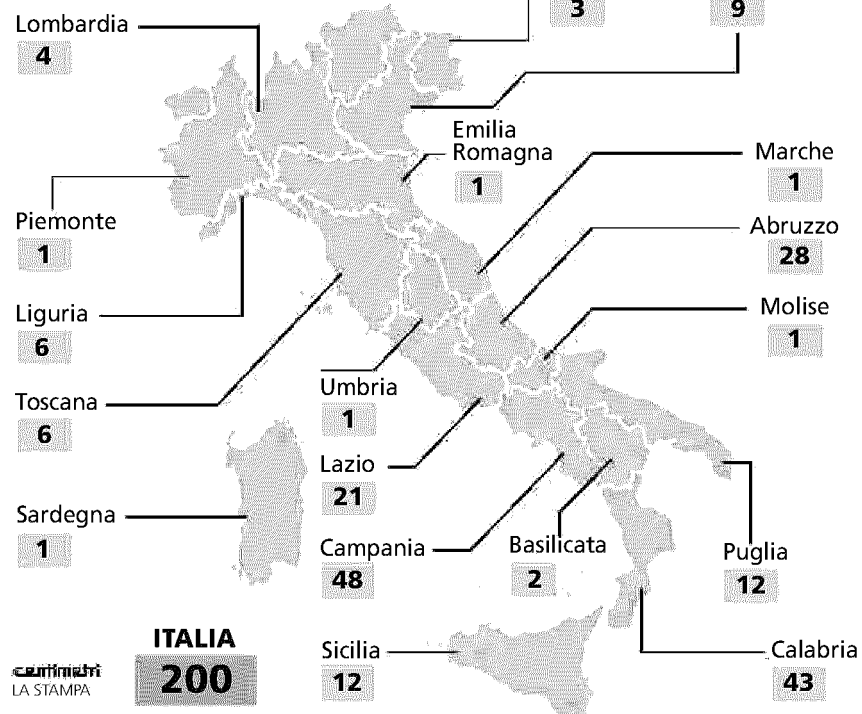 3
9
Lombardia
4
Emilia
Romagna
1
Marche
1
Piemonte
1
Abruzzo
28
Liguria
6
Molise
1
Toscana
6
Umbria
1
Lazio
21
Sardegna
1
Campania
48
Basilicata
2
Puglia
12
ITALIA
200
Sicilia
12
Calabria
43
LA STAMPA